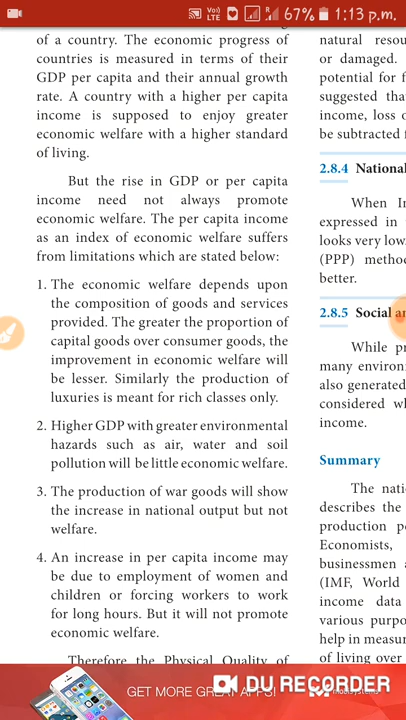 Voj) LTE R 67% 1:13 p.m.
of a country. The economic progress of
countries is measured in terms of their
GDP per capita and their annual growth
rate. A country with a higher per capita
income is supposed to enjoy greater
economic welfare with a higher standard
of living.
But the rise in GDP or per capita
income need not always promote
economic welfare. The per capita income
as an index of economic welfare suffers
from limitations which are stated below:
1. The economic welfare depends upon
the composition of goods and services
provided. The greater the proportion of
capital goods over consumer goods, the
improvement in economic welfare will
be lesser. Similarly the production of
luxuries is meant for rich classes only.
2. Higher GDP with greater environmental
hazards such as air, water and soil
pollution will be little economic welfare.
3. The production of war goods will show
the increase in national output but not
welfare.
4. An increase in per capita income may
be due to employment of women and
children or forcing workers to work
for long hours. But it will not promote
economic welfare.
Therefore the Physical Quality of
natural resou
or damaged.
potential for f
suggested tha
income, loss o
be subtracted f
2.8.4 National
When In
expressed in
looks very low
(PPP) metho
better.
2.8.5 Social a
While p
many environ
also generated
considered w
income.
Summary
The nati
describes the
production p
Economists,
businessmen a
(IMF, World
income data
various purpo
help in measur
of living over
DU RECORDER
GET MORE GRE APPS!